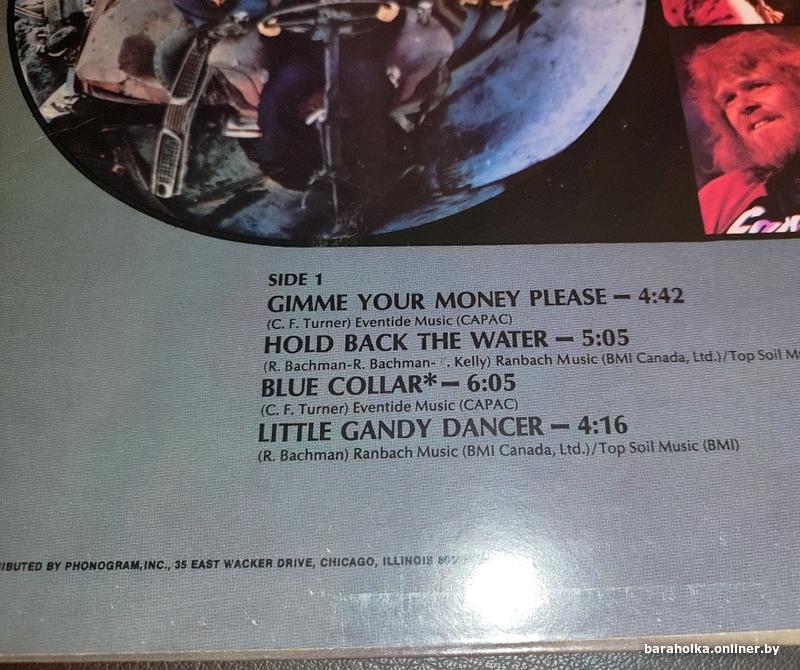 SIDE 1
GIMME YOUR MONEY PLEASE — 4:42
(C. F. Turner) Eventide Music (CAPAC)
HOLD BACK THE WATER — 5:05
(R. Bachman-R. Bachman- . Kelly) Ranbach Music (BMI Canada, Ltd.)/Top Soil M
BLUE COLLAR* — 6:05
(C. F. Turner) Eventide Music (CAPAC)
LITTLE GANDY DANCER — 4:16
(R. Bachman) Ranbach Music (BMI Canada, Ltd.)/Top Soil Music (BMI)
IBUTED BY PHONOGRAM, INC., 35 EAST WACKER DRIVE, CHICAGO, ILLINOIS
baraholka.onliner.by